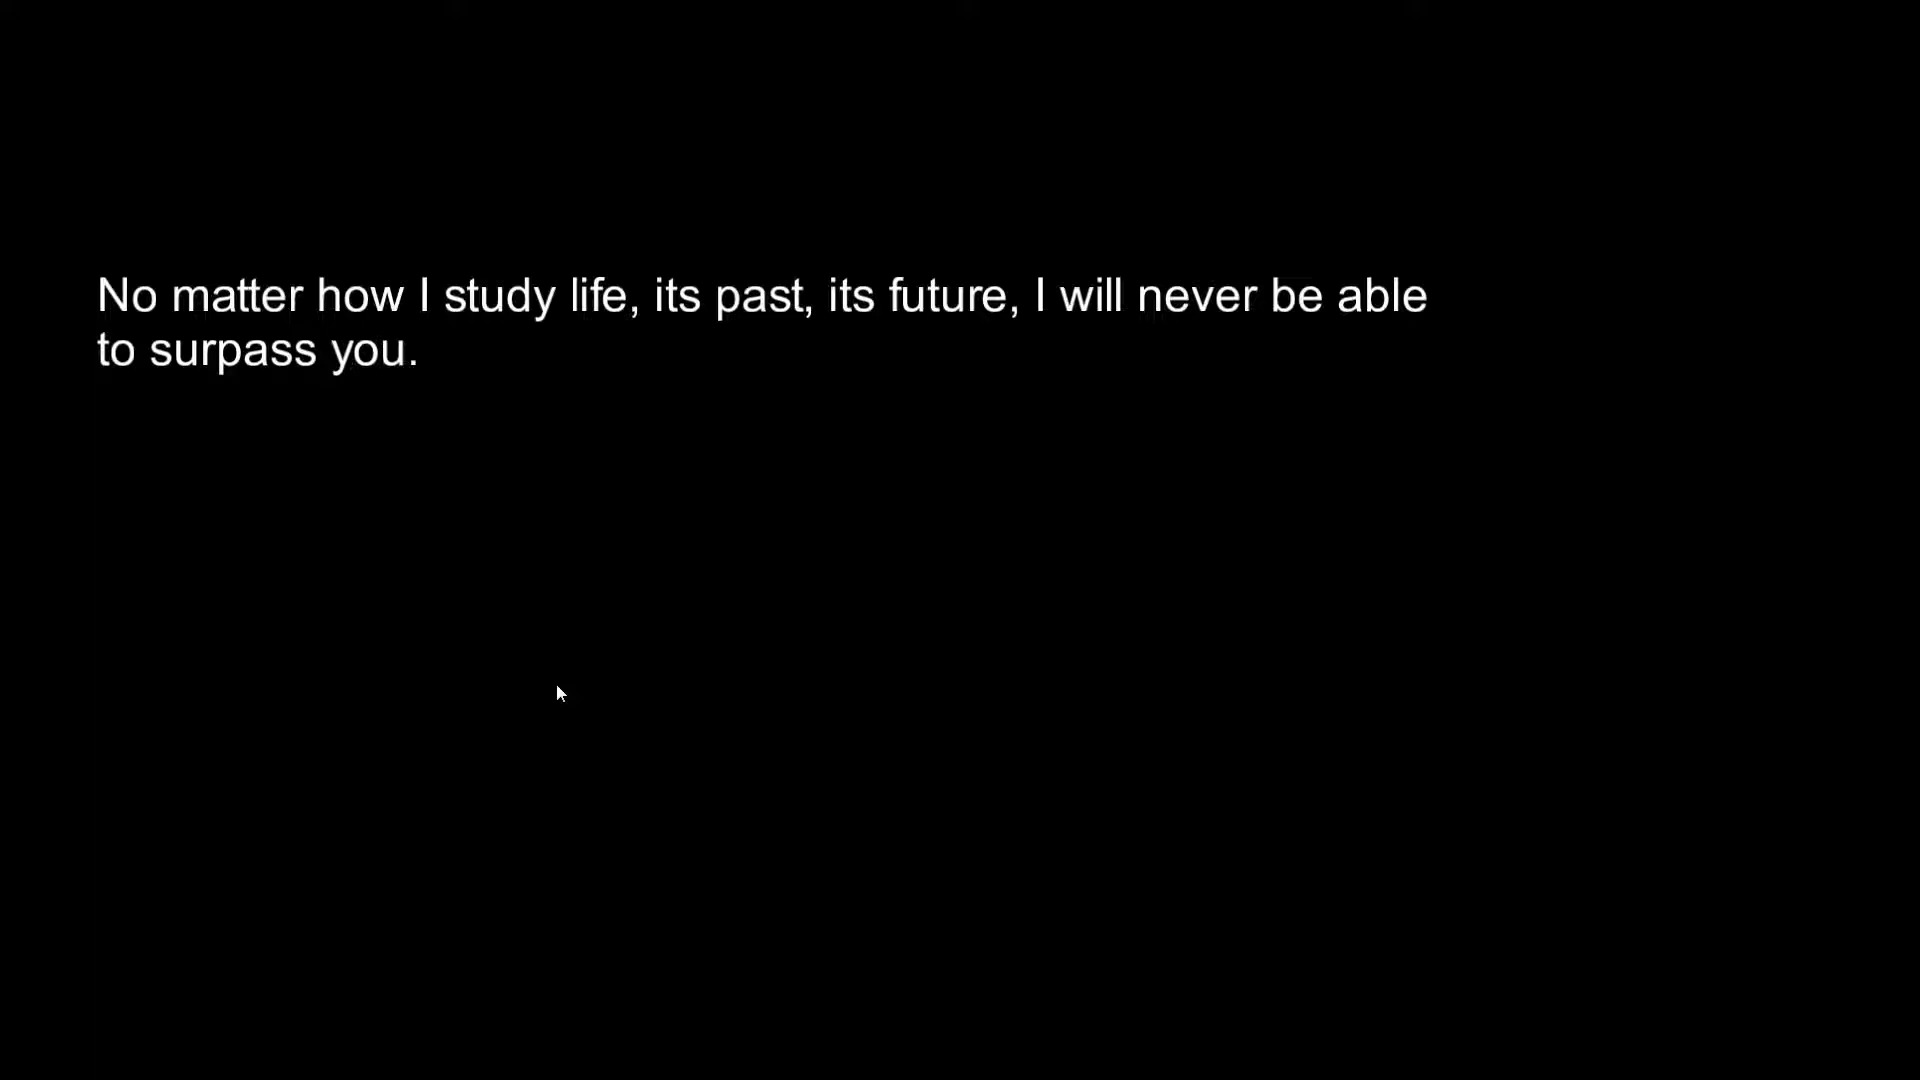 No matter how I study life, its past, its future, I will never be able
to surpass you.